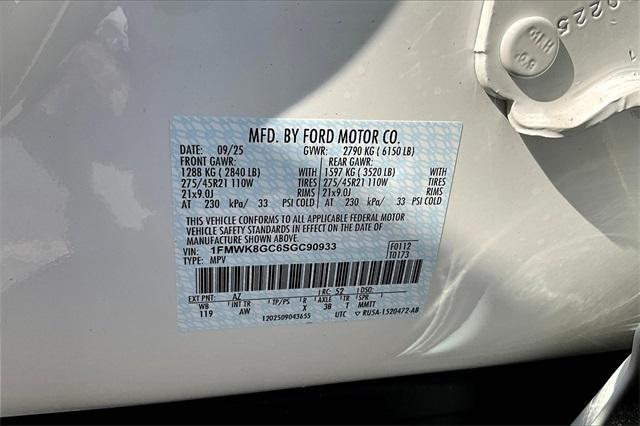 MFD. BY FORD MOTOR CO.
DATE: 09/25 GVWR: 2790 KG ( 6150 LB)
FRONT GAWR: REAR GAWR:
1288 KG ( 2840 LB) WITH 1597 KG ( 3520 LB) WITH
275/45R21 110W TIRES 275/45R21 110W TIRES
21x9.0J RIMS 21x9.0J RIMS
AT 230 kPa/ 33 PSI COLD AT 230 kPa/ 33 PSI COLD
THIS VEHICLE CONFORMS TO ALL APPLICABLE FEDERAL MOTOR
VEHICLE SAFETY STANDARDS IN EFFECT ON THE DATE OF
MANUFACTURE SHOWN ABOVE.
VIN: 1FMWK8GC6SGC90933 F0112
TYPE: MPV T0173
EXT PNT: AZ RC: 52 DSO:
WB INT TR TP/PS R AXLE TR SPR
119 AW X 3B T MMTT
1202509043655 UTC RU5A-1520472-AB